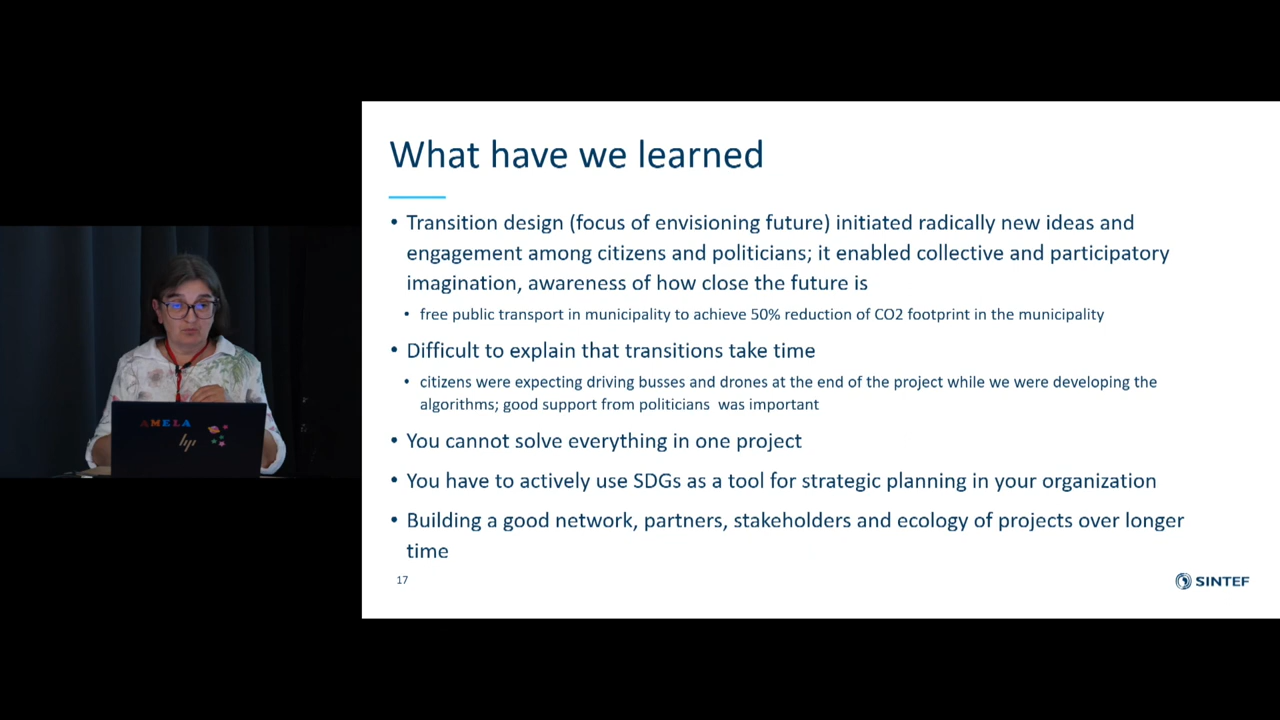 What have we learned
• Transition design (focus of envisioning future) initiated radically new ideas and
engagement among citizens and politicians; it enabled collective and participatory
imagination, awareness of how close the future is
• free public transport in municipality to achieve 50% reduction of CO2 footprint in the municipality
• Difficult to explain that transitions take time
• citizens were expecting driving busses and drones at the end of the project while we were developing the
algorithms; good support from politicians was important
• You cannot solve everything in one project
• You have to actively use SDGs as a tool for strategic planning in your organization
• Building a good network, partners, stakeholders and ecology of projects over longer
time
17
SINTEF
AMELA
hp